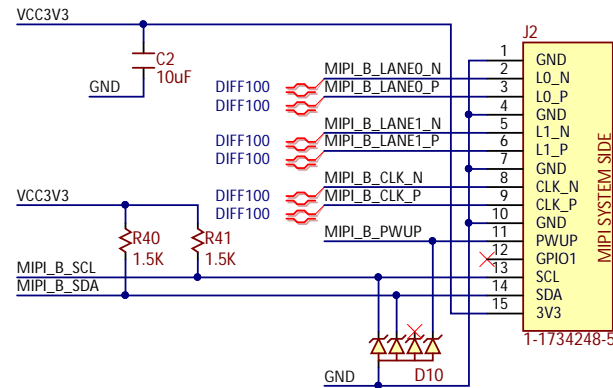 VCC3V3
J2
C2
10uF
GND
MIPI_B_LANE0_N
DIFF100
MIPI_B_LANE0_P
DIFF100
MIPI_B_LANE1_N
DIFF100
MIPI_B_LANE1_P
DIFF100
MIPI_B_CLK_N
DIFF100
MIPI_B_CLK_P
DIFF100
MIPI_B_PWUP
1 GND
2 L0_N
3 L0_P
4 GND
5 L1_N
6 L1_P
7 GND
8 CLK_N
9 CLK_P
10 GND
11 PWUP
12 GPIO1
13 SCL
14 SDA
15 3V3
MIPI SYSTEM SIDE
1-1734248-5
VCC3V3
R40
1.5K
R41
1.5K
MIPI_B_SCL
MIPI_B_SDA
GND
D10